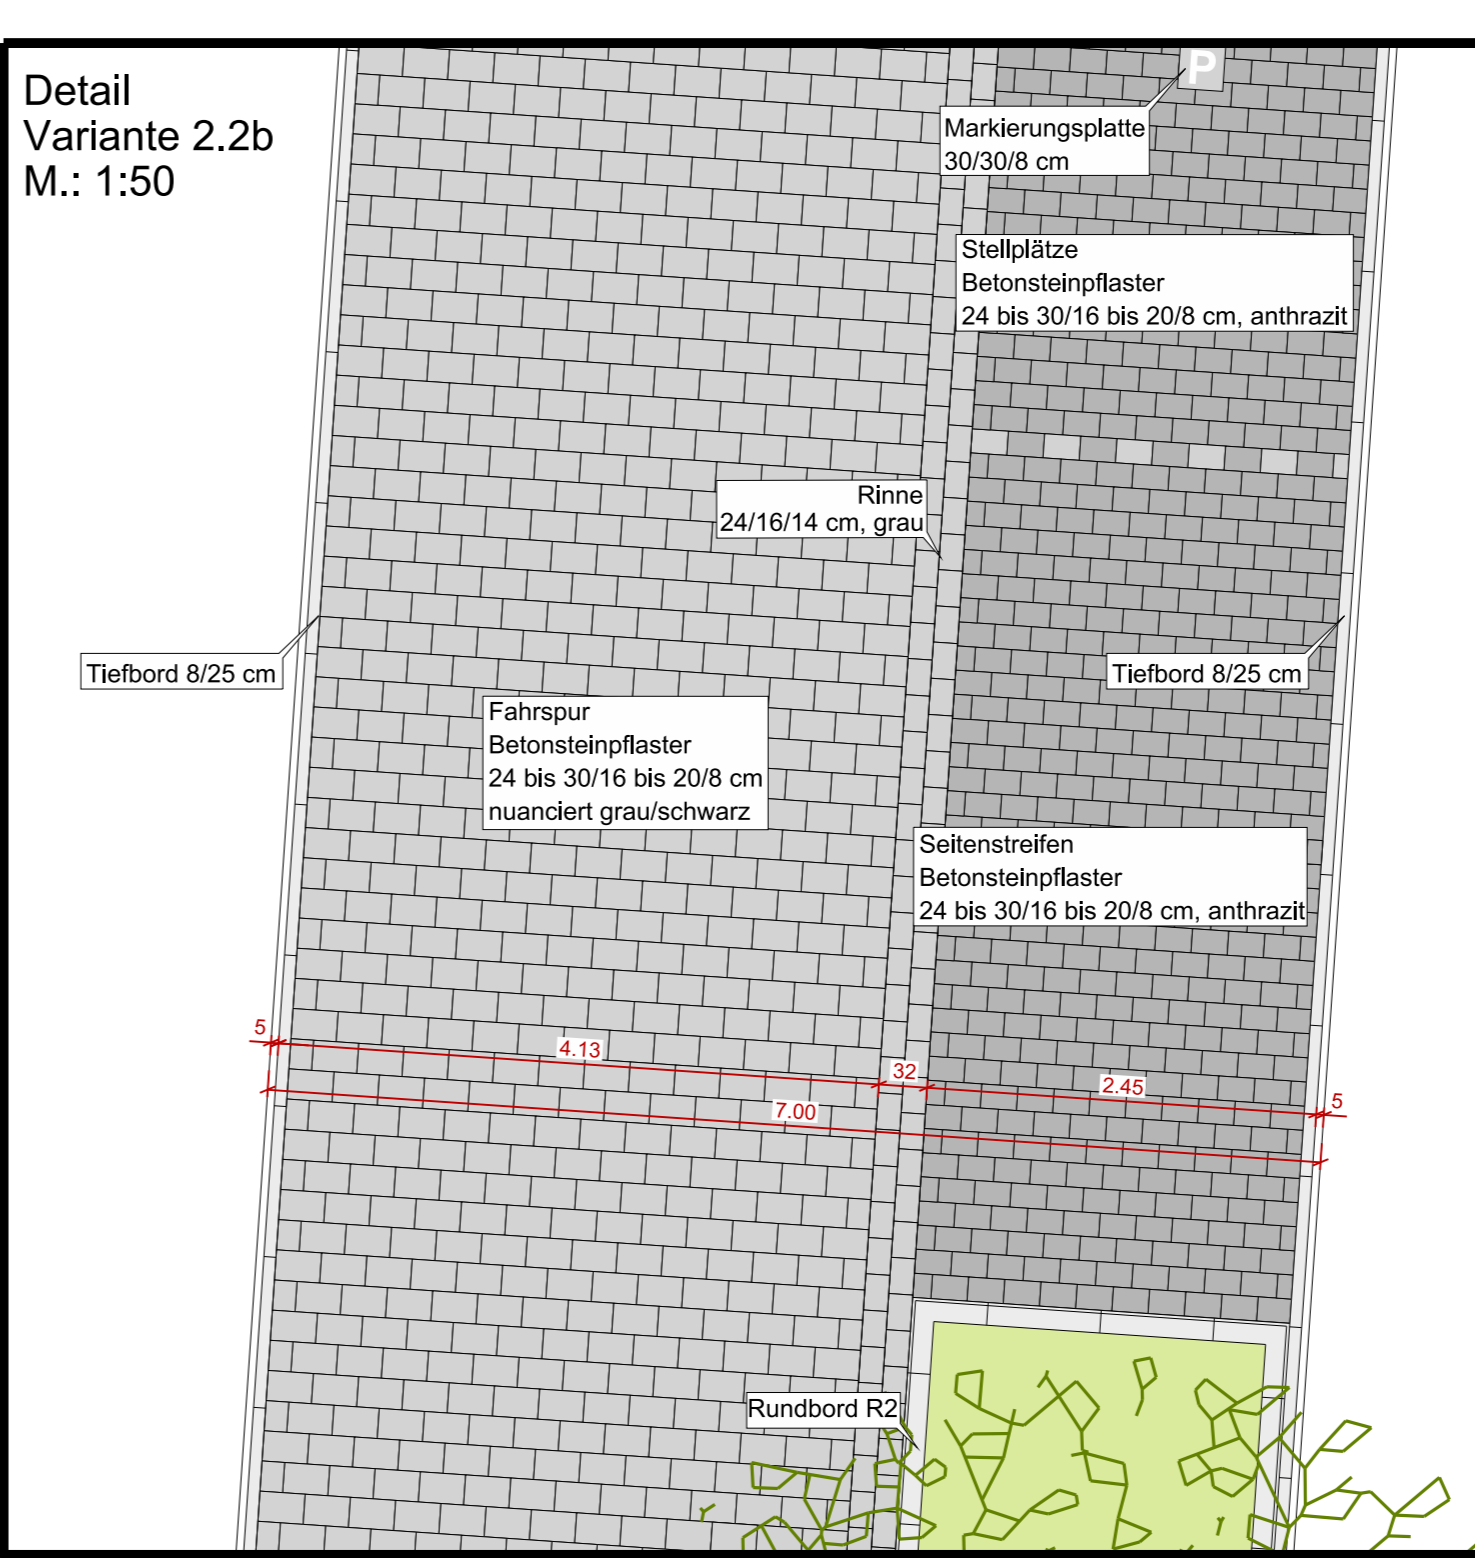 Detail
Variante 2.2b
M.: 1:50
P
Markierungsplatte
30/30/8 cm
Stellplätze
Betonsteinpflaster
24 bis 30/16 bis 20/8 cm, anthrazit
Rinne
24/16/14 cm, grau
Tiefbord 8/25 cm
Tiefbord 8/25 cm
Fahrspur
Betonsteinpflaster
24 bis 30/16 bis 20/8 cm
nuanciert grau/schwarz
Seitenstreifen
Betonsteinpflaster
24 bis 30/16 bis 20/8 cm, anthrazit
5
4.13
32
2.45
5
7.00
Rundbord R2